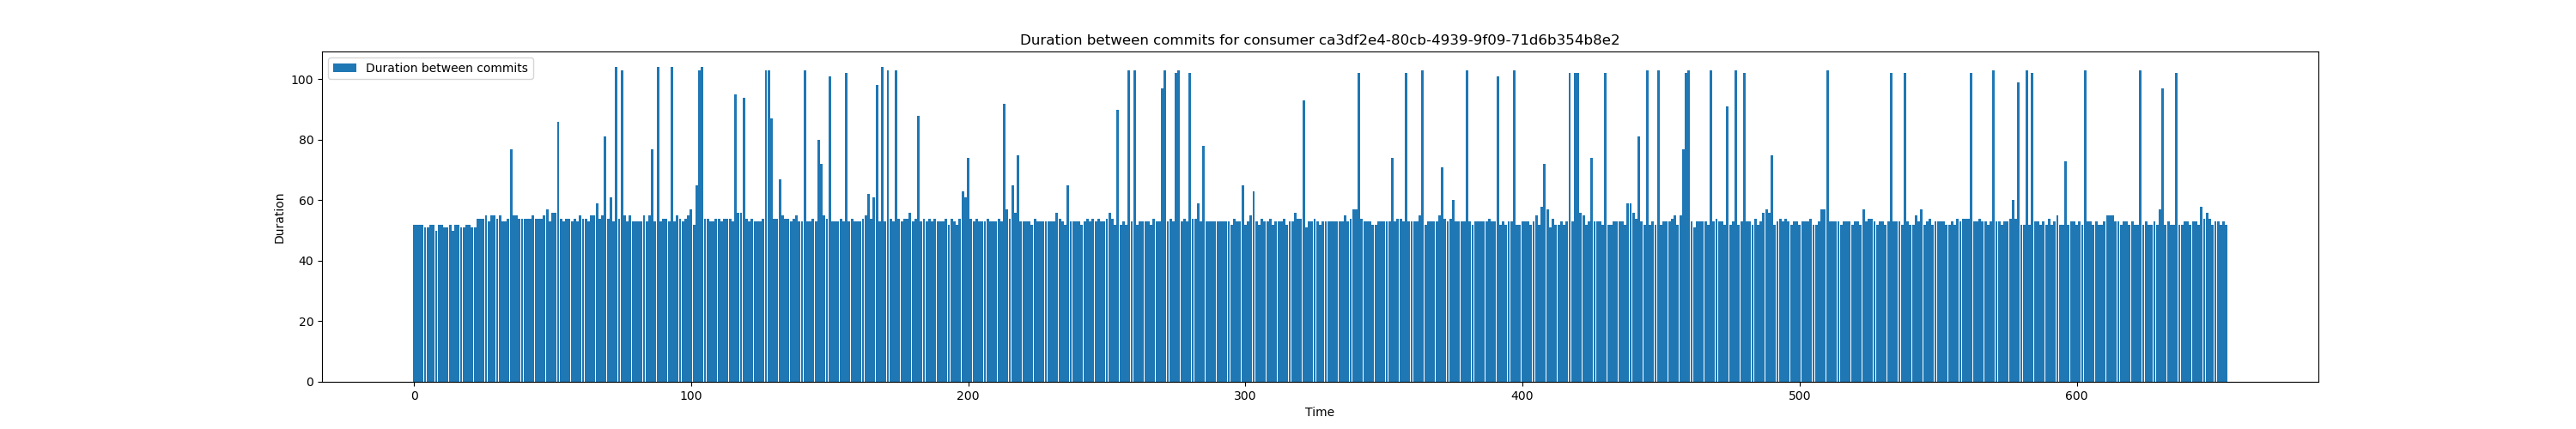 Duration between commits for consumer ca3df2e4-80cb-4939-9f09-71d6b354b8e2
Duration between commits
100
80
60
40
20
0
Duration
0 100 200 300 400 500 600
Time